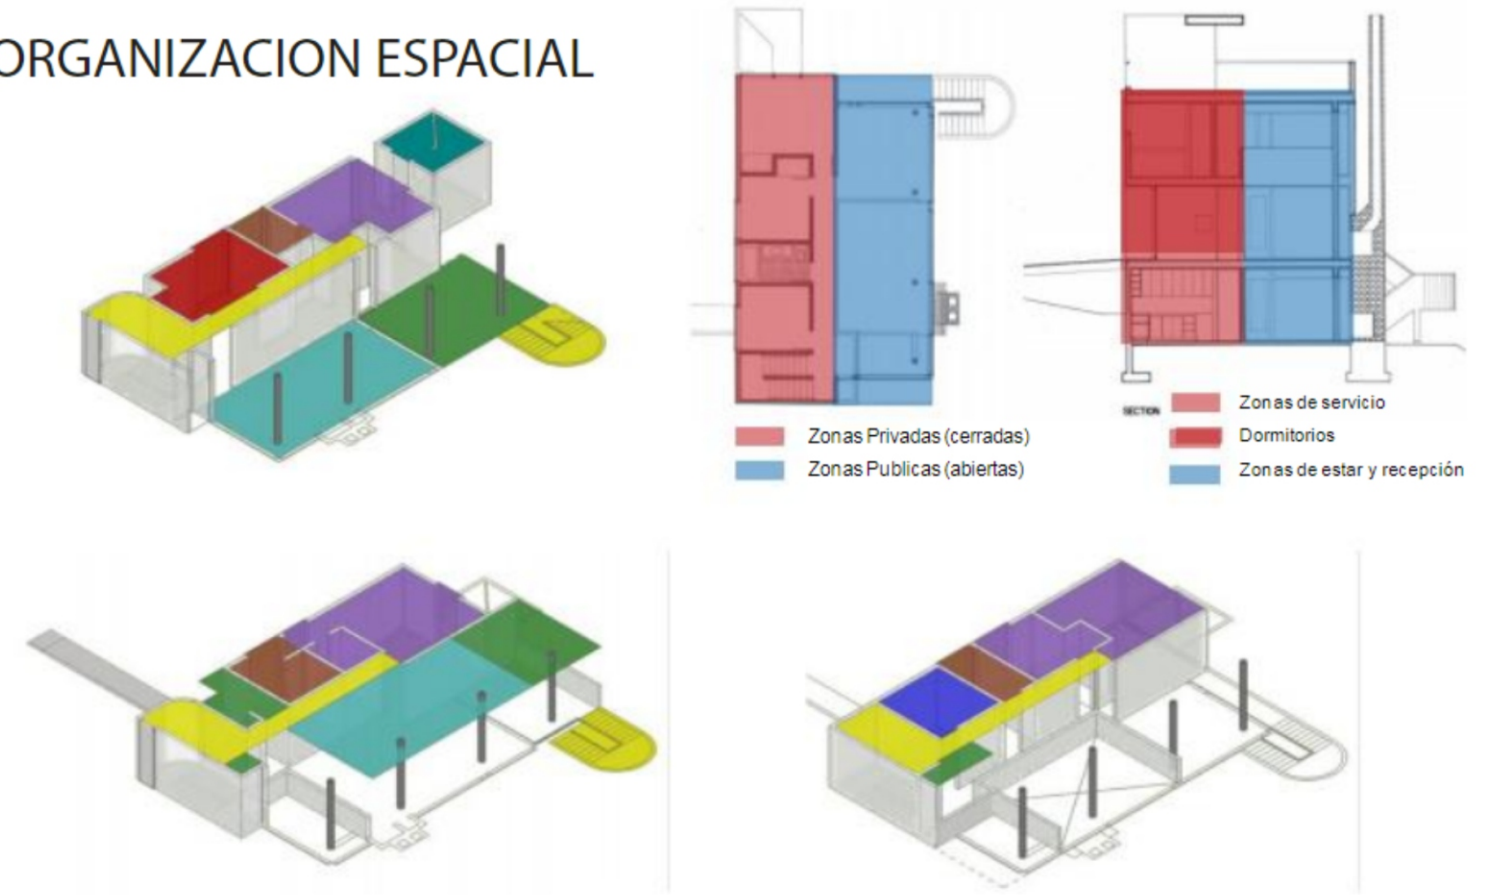 ORGANIZACION ESPACIAL
Zonas Privadas (cerradas)
Zonas Publicas (abiertas)
SECTION
Zonas de servicio
Dormitorios
Zonas de estar y recepción